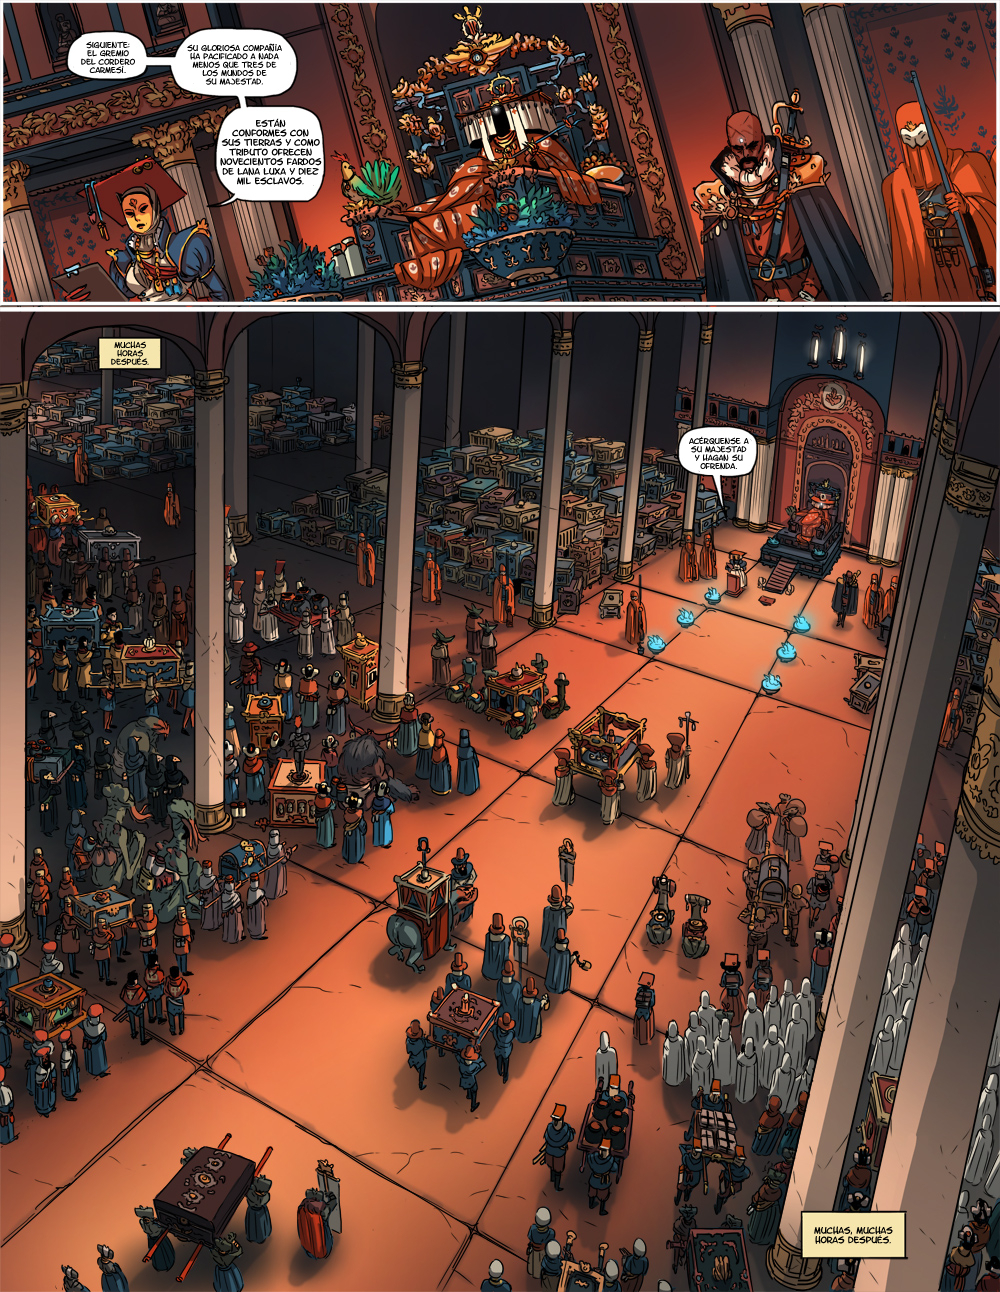 SIGUIENTE:
EL GREMIO
DEL CORDERO
CARMESÍ.
SU GLORIOSA COMPAÑÍA
HA PACIFICADO A NADA
MENOS QUE TRES DE
LOS MUNDOS DE
SU MAJESTAD.
ESTÁN
CONFORMES CON
SUS TIERRAS Y COMO
TRIBUTO OFRECEN
NOVECIENTOS FARDOS
DE LANA LUXA Y DIEZ
MIL ESCLAVOS.
MUCHAS
HORAS
DESPUÉS.
ACÉRQUENSE A
SU MAJESTAD
Y HAGAN SU
OFRENDA.
MUCHAS, MUCHAS
HORAS DESPUÉS.